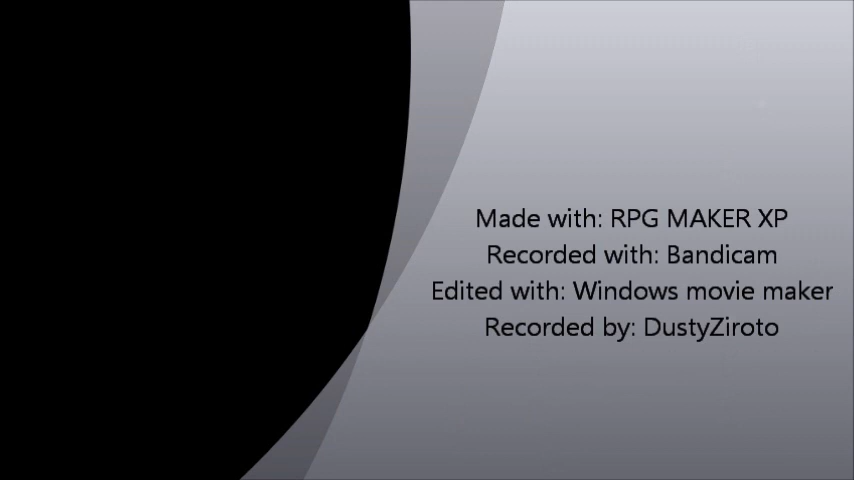 Made with: RPG MAKER XP
Recorded with: Bandicam
Edited with: Windows movie maker
Recorded by: DustyZiroto